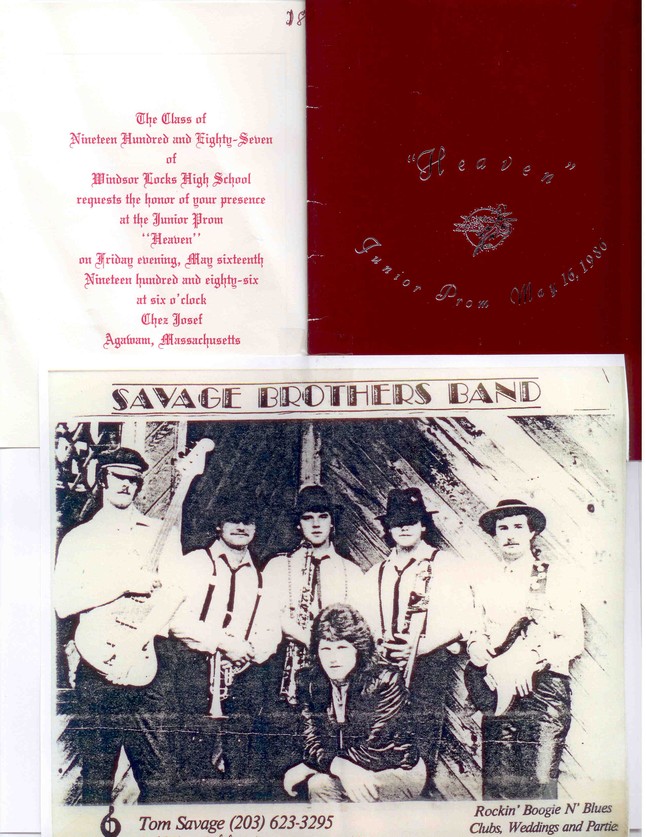 18
The Class of
Nineteen Hundred and Eighty-Seven
of
Windsor Locks High School
requests the honor of your presence
at the Junior Prom
"Heaven"
on Friday evening, May sixteenth
Nineteen hundred and eighty-six
at six o'clock
Chez Josef
Agawam, Massachusetts
"Heaven"
Junior Prom May 16, 1986
SAVAGE BROTHERS BAND
Tom Savage (203) 623-3295
Rockin' Boogie N' Blues
Clubs, Weddings and Partie